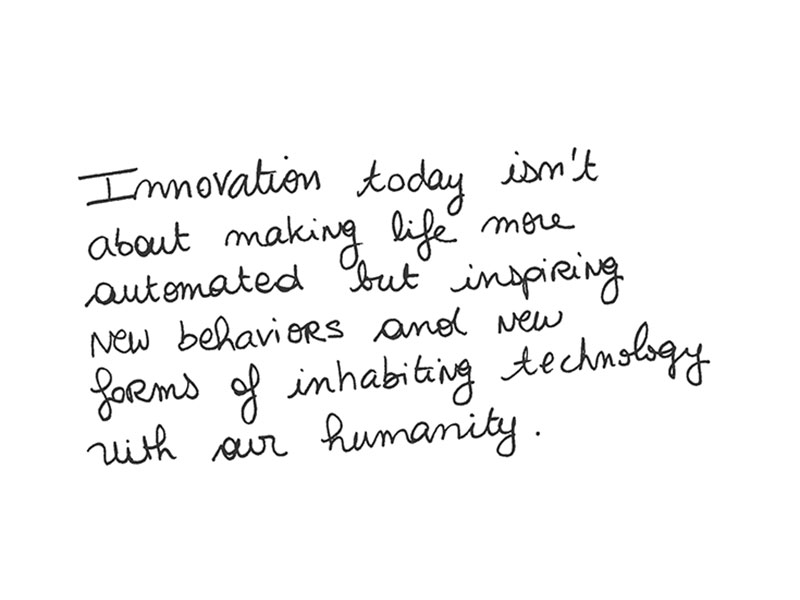 Innovation today isn't
about making life more
automated but inspiring
new behaviors and new
forms of inhabiting technology
with our humanity.